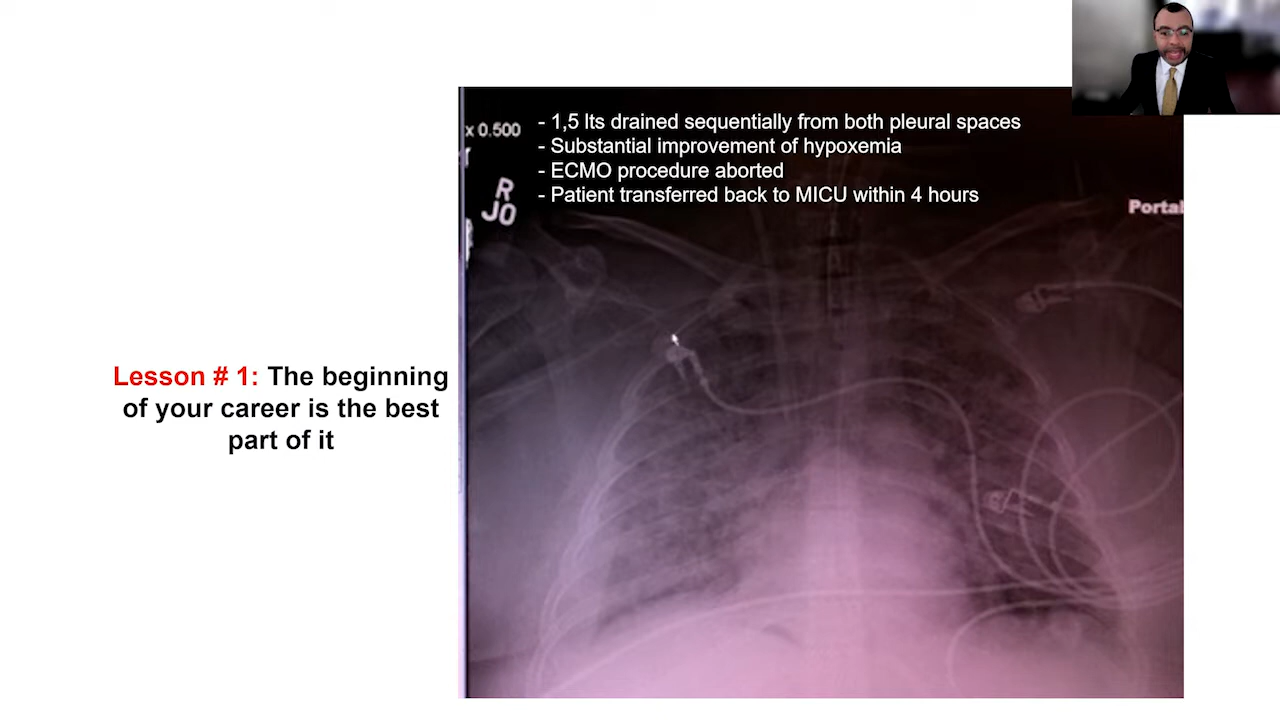 x 0.500
- 1,5 lts drained sequentially from both pleural spaces
- Substantial improvement of hypoxemia
- ECMO procedure aborted
- Patient transferred back to MICU within 4 hours
R
JO
Portal
Lesson # 1: The beginning
of your career is the best
part of it